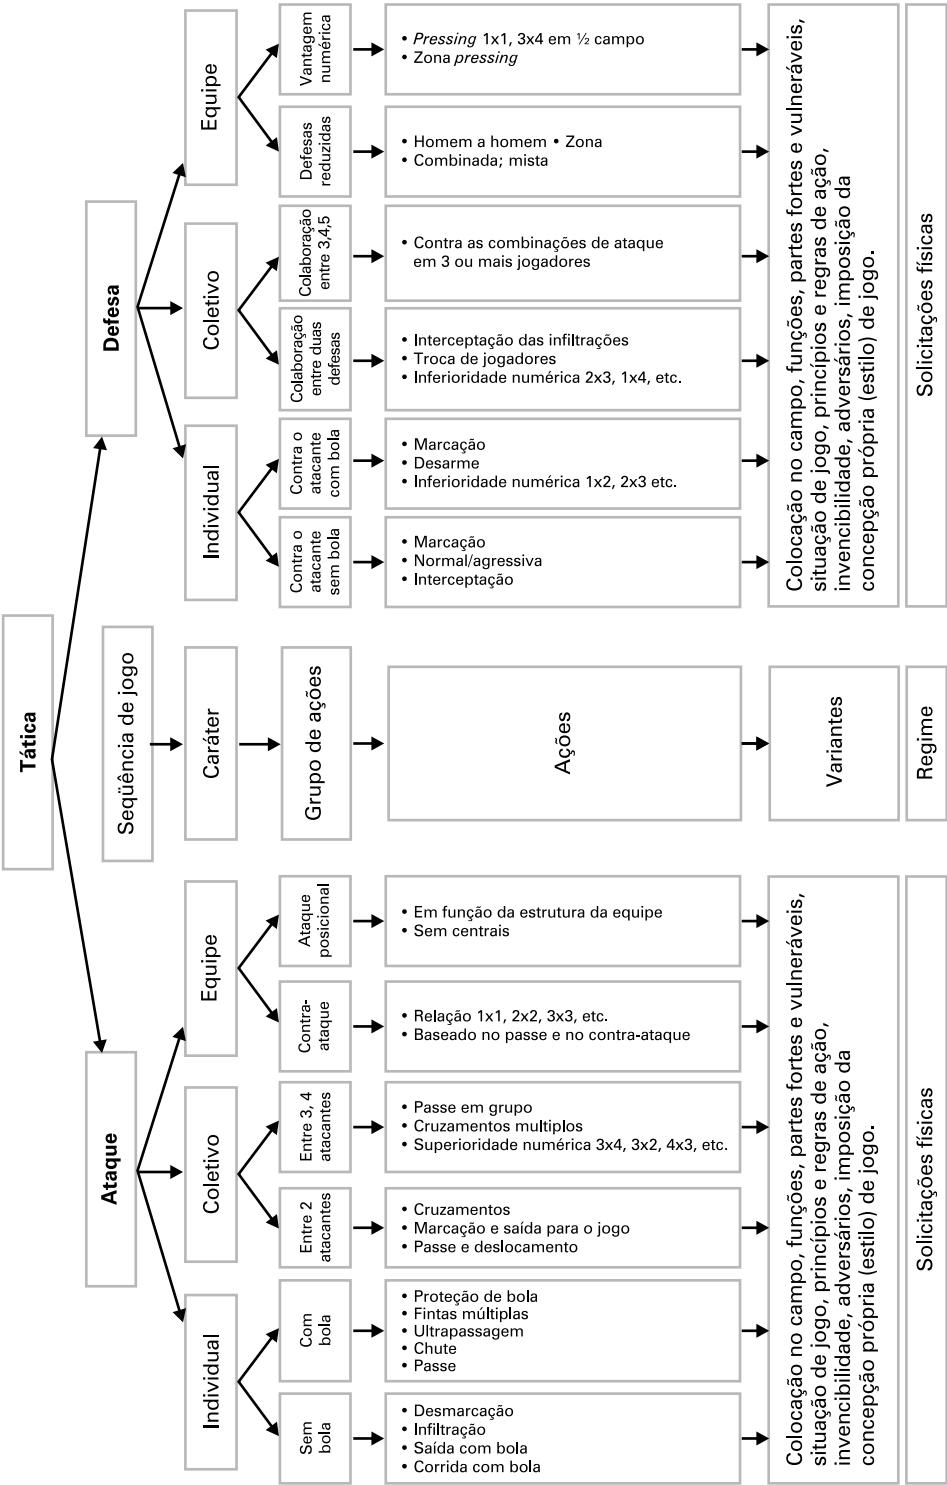 Tática
Ataque
Seqüência de jogo
Defesa
Individual
Coletivo
Equipe
Caráter
Individual
Coletivo
Equipe
Sem
bola
Com
bola
Entre 2
atacantes
Entre 3, 4
atacantes
Contra-
ataque
Ataque
posicional
Grupo de ações
Contra o
atacante
sem bola
Contra o
atacante
com bola
Colaboração
entre duas
defesas
Colaboração
entre 3,4,5
Defesas
reduzidas
Vantagem
numérica
• Desmarcação
• Infiltração
• Saída com bola
• Corrida com bola
• Proteção de bola
• Fintas múltiplas
• Ultrapassagem
• Chute
• Passe
• Cruzamentos
• Marcação e saída para o jogo
• Passe e deslocamento
• Passe em grupo
• Cruzamentos multiplos
• Superioridade numérica 3x4, 3x2, 4x3, etc.
• Relação 1x1, 2x2, 3x3, etc.
• Baseado no passe e no contra-ataque
• Em função da estrutura da equipe
• Sem centrais
Ações
• Marcação
• Normal/agressiva
• Interceptação
• Marcação
• Desarme
• Inferioridade numérica 1x2, 2x3 etc.
• Interceptação das infiltrações
• Troca de jogadores
• Inferioridade numérica 2x3, 1x4, etc.
• Contra as combinações de ataque
em 3 ou mais jogadores
• Homem a homem • Zona
• Combinada; mista
• Pressing 1x1, 3x4 em ½ campo
• Zona pressing
Colocação no campo, funções, partes fortes e vulneráveis,
situação de jogo, princípios e regras de ação,
invencibilidade, adversários, imposição da
concepção própria (estilo) de jogo.
Variantes
Colocação no campo, funções, partes fortes e vulneráveis,
situação de jogo, princípios e regras de ação,
invencibilidade, adversários, imposição da
concepção própria (estilo) de jogo.
Solicitações físicas
Regime
Solicitações físicas